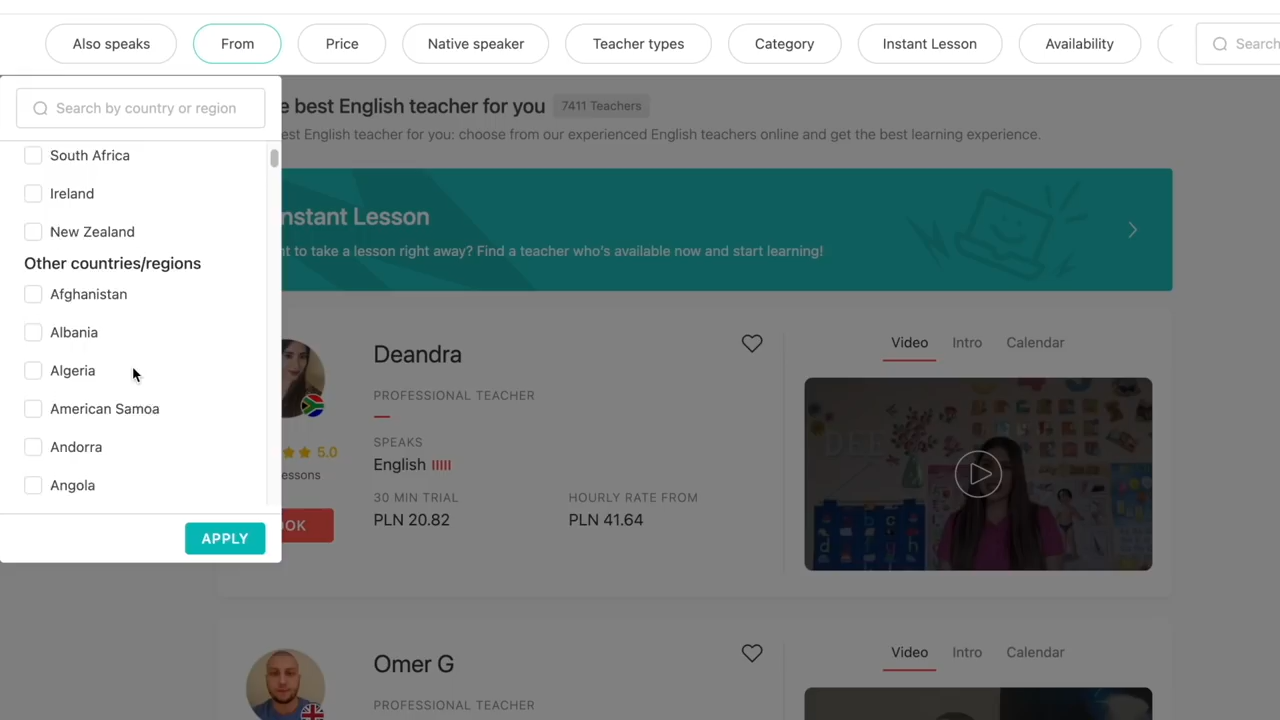 Also speaks
From
Price
Native speaker
Teacher types
Category
Instant Lesson
Availability
Search
Search by country or region
South Africa
Ireland
New Zealand
Other countries/regions
Afghanistan
Albania
Algeria
American Samoa
Andorra
Angola
APPLY
best English teacher for you
7411 Teachers
English teacher for you: choose from our experienced English teachers online and get the best learning experience.
Lesson
to take a lesson right away? Find a teacher who's available now and start learning!
Deandra
PROFESSIONAL TEACHER
5.0
SPEAKS
English
30 MIN TRIAL
HOURLY RATE FROM
PLN 20.82
PLN 41.64
Video
Intro
Calendar
Omer G
PROFESSIONAL TEACHER
Video
Intro
Calendar